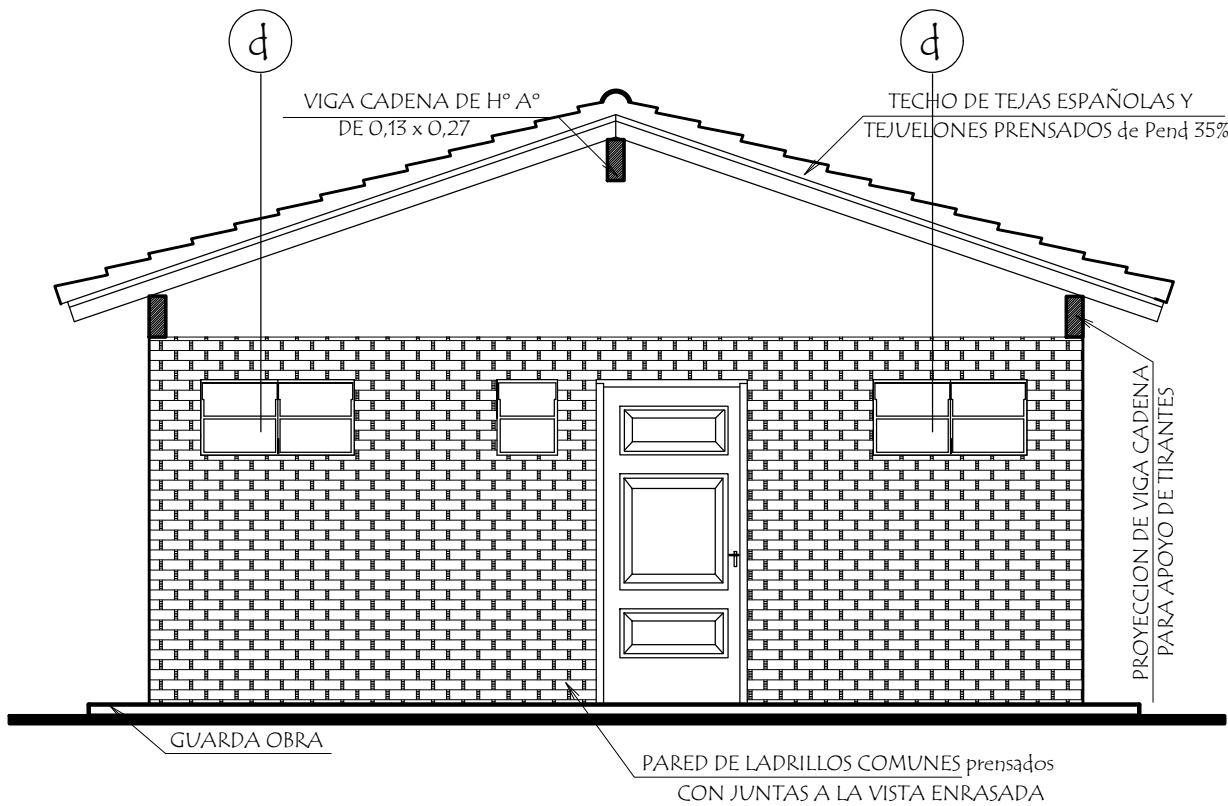 d
d
VIGA CADENA DE Hº Aº
DE 0,13 x 0,27
TECHO DE TEJAS ESPAÑOLAS Y
TEJUELONES PRENSADOS de Pend 35%
PROYECCION DE VIGA CADENA
PARA APOYO DE TIRANTES
GUARDA OBRA
PARED DE LADRILLOS COMUNES prensados
CON JUNTAS A LA VISTA ENRASADA